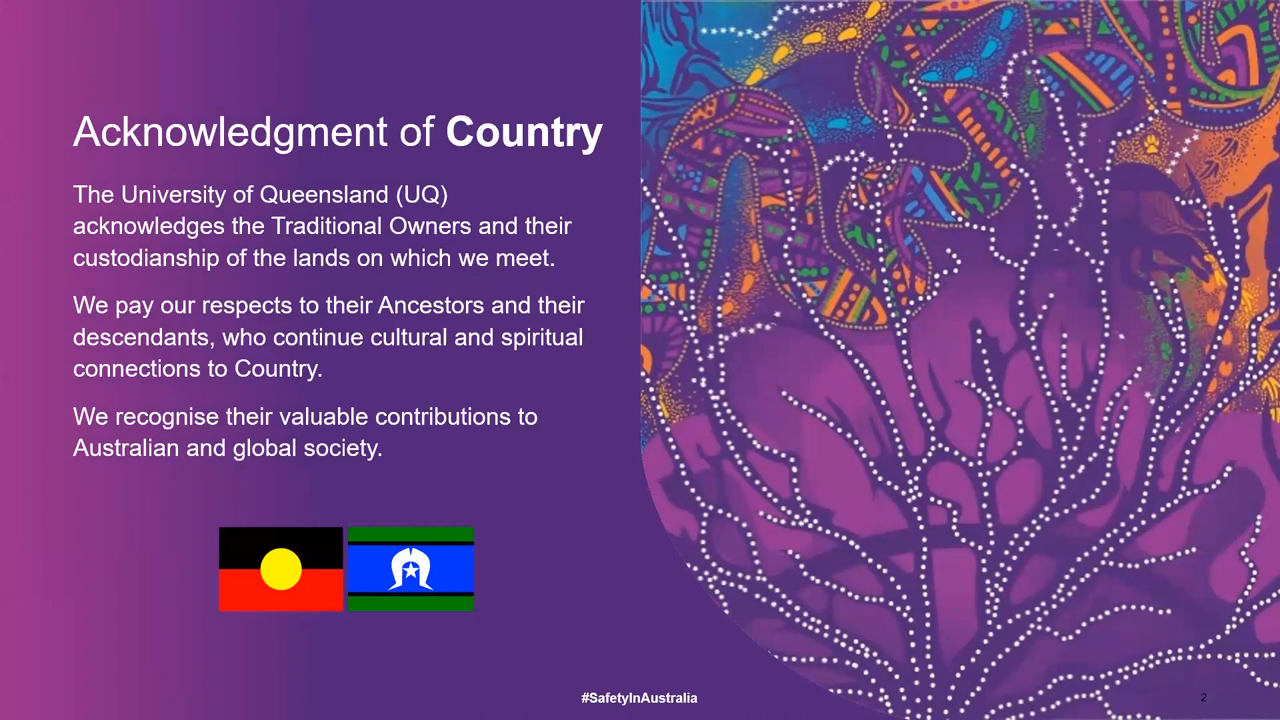 Acknowledgment of Country
The University of Queensland (UQ)
acknowledges the Traditional Owners and their
custodianship of the lands on which we meet.
We pay our respects to their Ancestors and their
descendants, who continue cultural and spiritual
connections to Country.
We recognise their valuable contributions to
Australian and global society.
#SafetyInAustralia
2